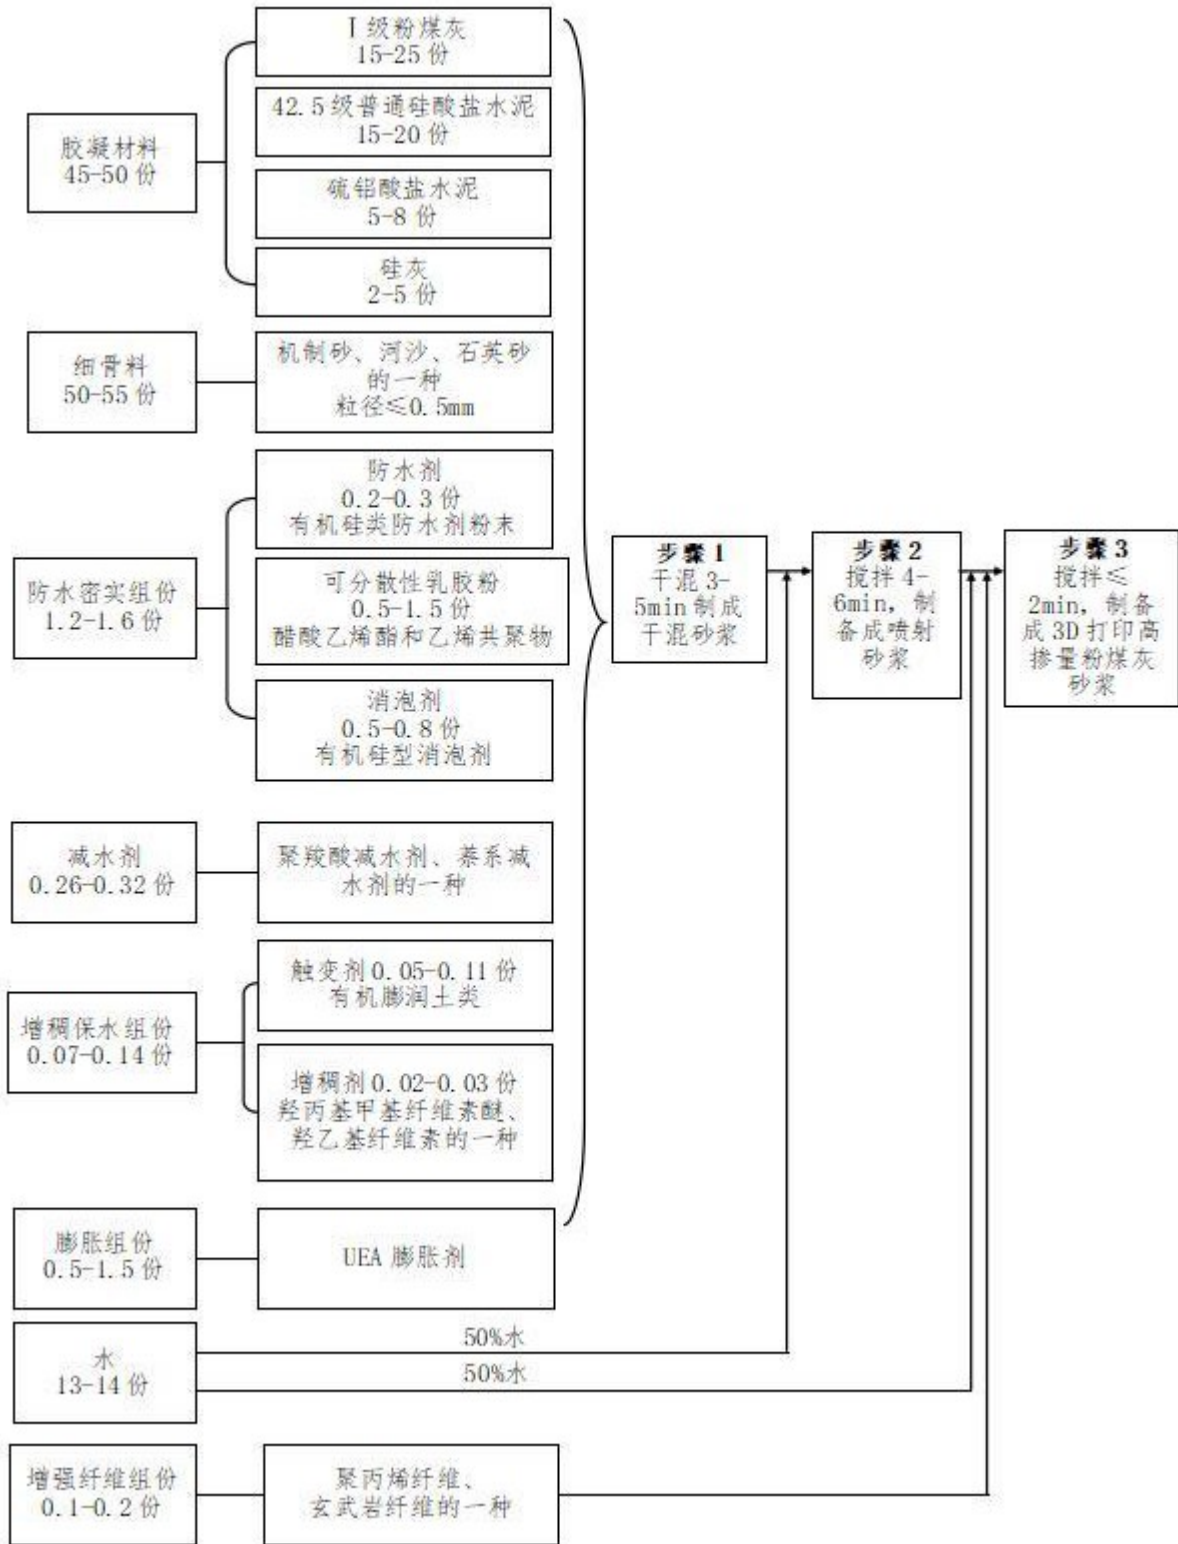 胶凝材料
45-50份
Ⅰ级粉煤灰
15-25份
42.5级普通硅酸盐水泥
15-20份
硫铝酸盐水泥
5-8份
硅灰
2-5份
细骨料
50-55份
机制砂、河沙、石英砂
的一种
粒径≤0.5mm
防水密实组份
1.2-1.6份
防水剂
0.2-0.3份
有机硅类防水剂粉末
可分散性乳胶粉
0.5-1.5份
醋酸乙烯酯和乙烯共聚物
消泡剂
0.5-0.8份
有机硅型消泡剂
减水剂
0.26-0.32份
聚羧酸减水剂、萘系减
水剂的一种
增稠保水组份
0.07-0.14份
触变剂0.05-0.11份
有机膨润土类
增稠剂0.02-0.03份
羟丙基甲基纤维素醚、
羟乙基纤维素的一种
膨胀组份
0.5-1.5份
UEA膨胀剂
水
13-14份
50%水
50%水
增强纤维组份
0.1-0.2份
聚丙烯纤维、
玄武岩纤维的一种
步骤1
干混3-
5min制成
干混砂浆
步骤2
搅拌4-
6min，制
备成喷射
砂浆
步骤3
搅拌≤
2min，制备
成3D打印高
掺量粉煤灰
砂浆